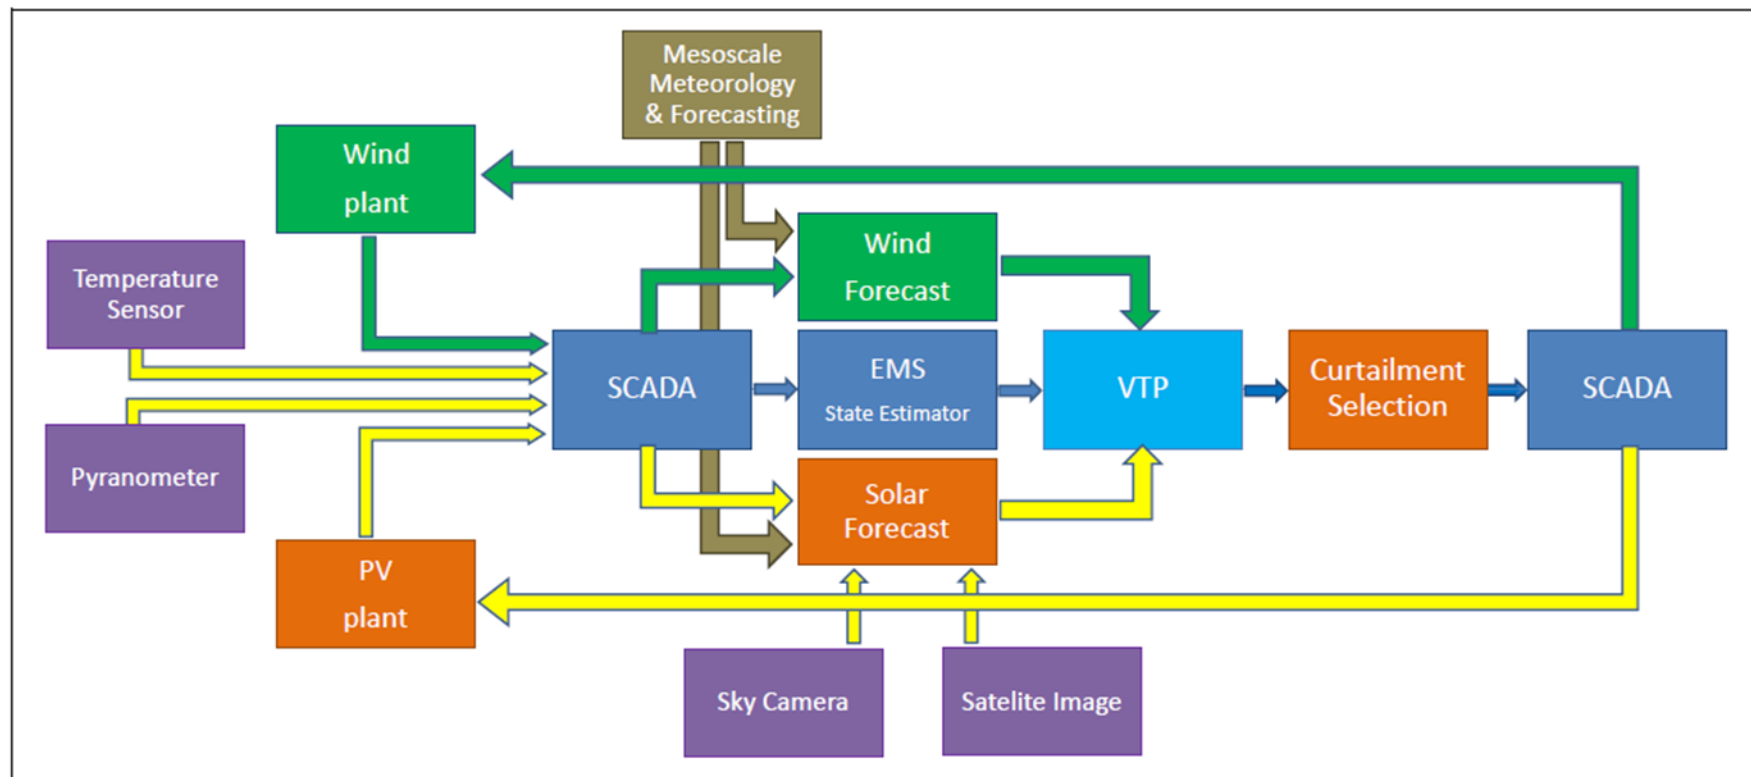 Mesoscale
Meteorology
& Forecasting
Wind
plant
Temperature
Sensor
Wind
Forecast
SCADA
EMS
State Estimator
VTP
Curtailment
Selection
SCADA
Pyranometer
Solar
Forecast
PV
plant
Sky Camera
Satelite Image